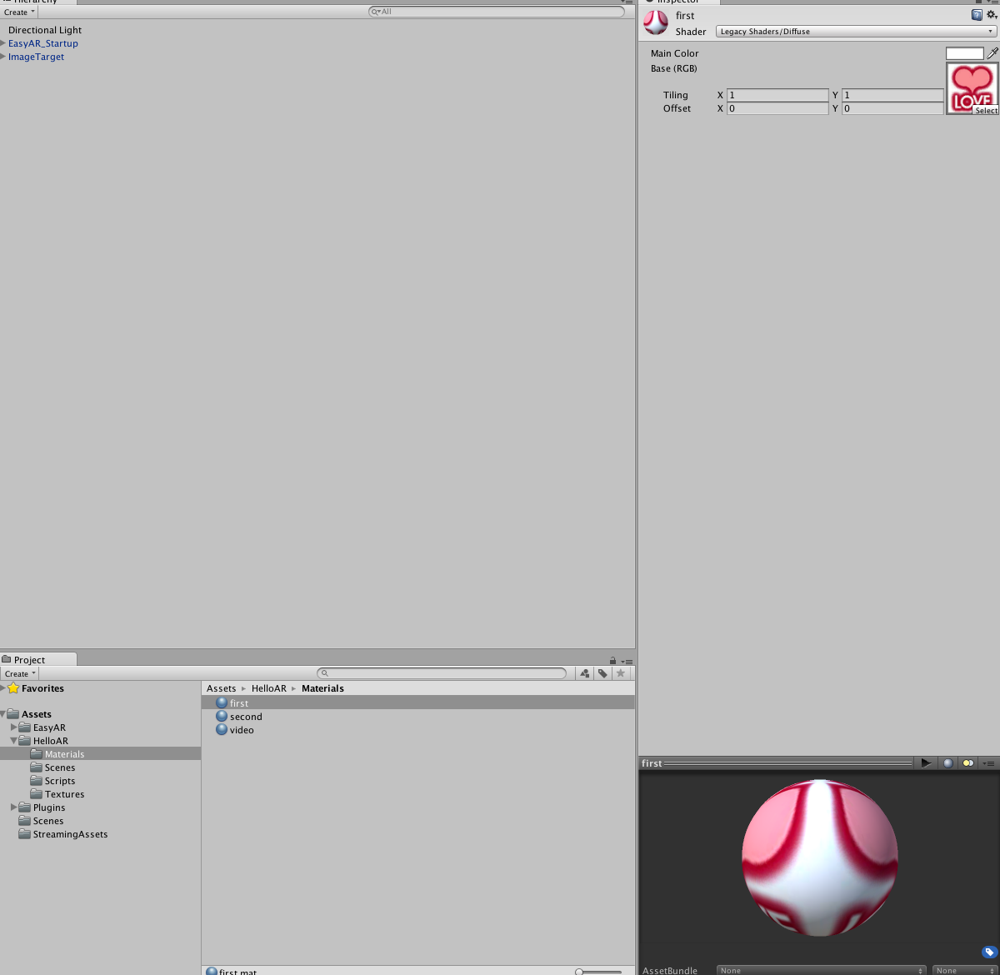 Hierarchy
Create
All
Directional Light
EasyAR_Startup
ImageTarget
Inspector
first
Shader Legacy Shaders/Diffuse
Main Color
Base (RGB)
LOVE
Select
Tiling X 1 Y 1
Offset X 0 Y 0
Project
Create
Favorites
Assets
EasyAR
HelloAR
Materials
Scenes
Scripts
Textures
Plugins
Scenes
StreamingAssets
Assets HelloAR Materials
first
second
video
first.mat
first
AssetBundle None None